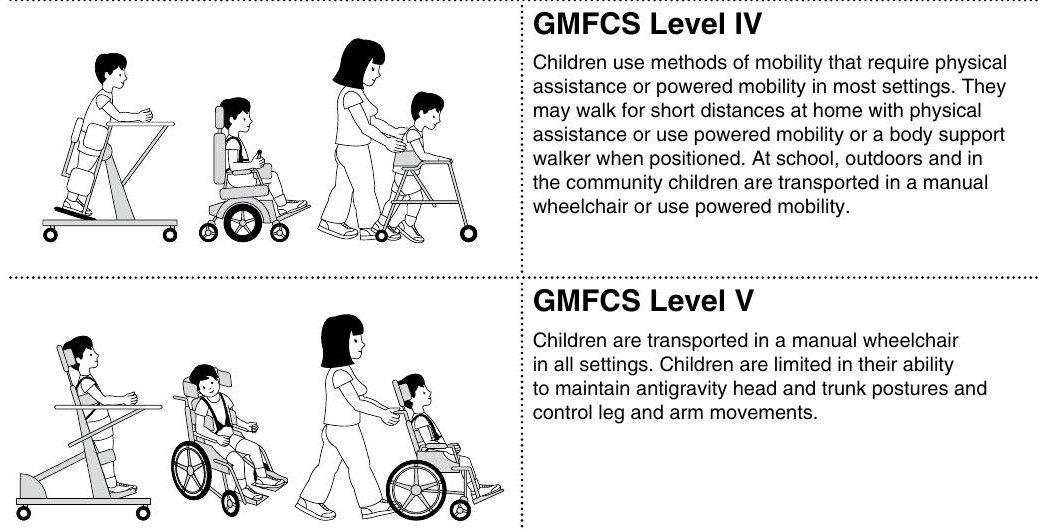 GMFCS Level IV
Children use methods of mobility that require physical
assistance or powered mobility in most settings. They
may walk for short distances at home with physical
assistance or use powered mobility or a body support
walker when positioned. At school, outdoors and in
the community children are transported in a manual
wheelchair or use powered mobility.
GMFCS Level V
Children are transported in a manual wheelchair
in all settings. Children are limited in their ability
to maintain antigravity head and trunk postures and
control leg and arm movements.